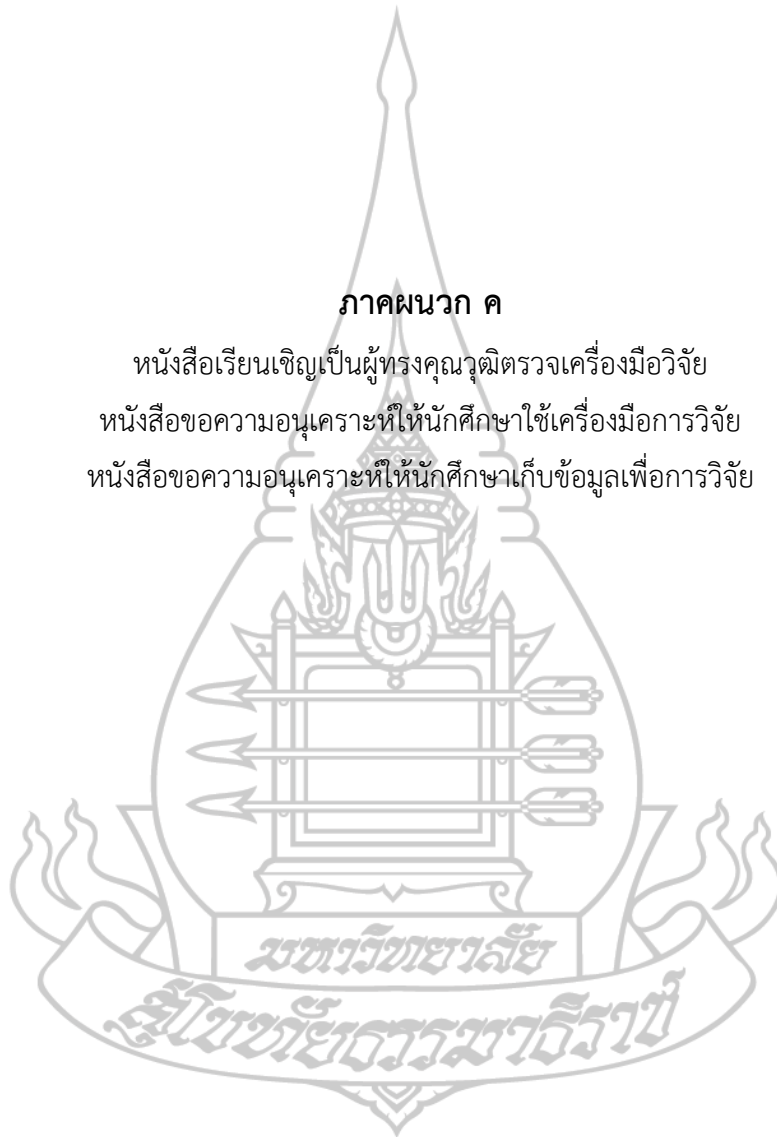 ภาคผนวก ค
หนังสือเรียนเชิญเป็นผู้ทรงคุณวุฒิตรวจเครื่องมือวิจัย
หนังสือขอความอนุเคราะห์ให้นักศึกษาใช้เครื่องมือการวิจัย
หนังสือขอความอนุเคราะห์ให้นักศึกษาเก็บข้อมูลเพื่อการวิจัย
มหาวิทยาลัย
สุโขทัยธรรมาธิราช